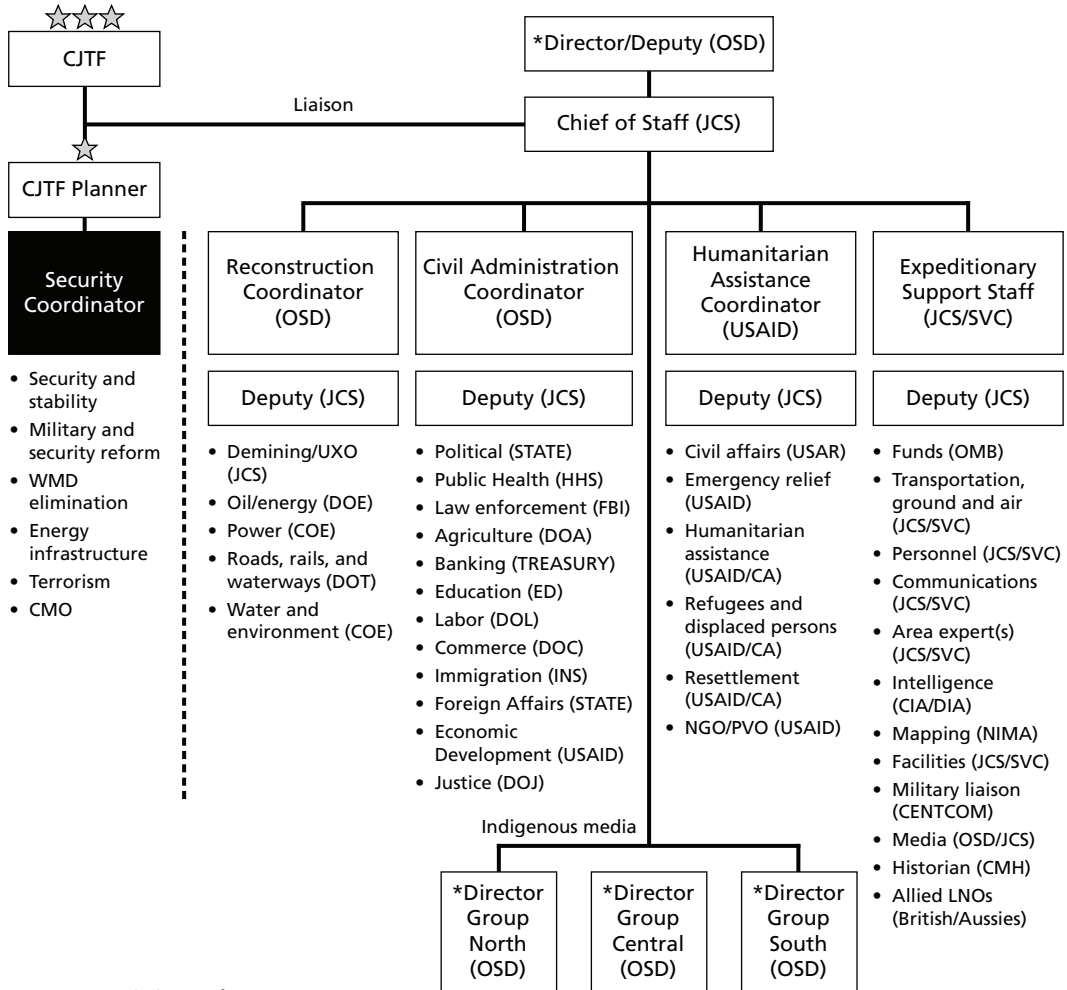 CJTF
*Director/Deputy (OSD)
Liaison
Chief of Staff (JCS)
CJTF Planner
Security
Coordinator
• Security and
stability
• Military and
security reform
• WMD
elimination
• Energy
infrastructure
• Terrorism
• CMO
Reconstruction
Coordinator
(OSD)
Deputy (JCS)
• Demining/UXO
(JCS)
• Oil/energy (DOE)
• Power (COE)
• Roads, rails, and
waterways (DOT)
• Water and
environment (COE)
Civil Administration
Coordinator
(OSD)
Deputy (JCS)
• Political (STATE)
• Public Health (HHS)
• Law enforcement (FBI)
• Agriculture (DOA)
• Banking (TREASURY)
• Education (ED)
• Labor (DOL)
• Commerce (DOC)
• Immigration (INS)
• Foreign Affairs (STATE)
• Economic
Development (USAID)
• Justice (DOJ)
Humanitarian
Assistance
Coordinator
(USAID)
Deputy (JCS)
• Civil affairs (USAR)
• Emergency relief
(USAID)
• Humanitarian
assistance
(USAID/CA)
• Refugees and
displaced persons
(USAID/CA)
• Resettlement
(USAID/CA)
• NGO/PVO (USAID)
Expeditionary
Support Staff
(JCS/SVC)
Deputy (JCS)
• Funds (OMB)
• Transportation,
ground and air
(JCS/SVC)
• Personnel (JCS/SVC)
• Communications
(JCS/SVC)
• Area expert(s)
(JCS/SVC)
• Intelligence
(CIA/DIA)
• Mapping (NIMA)
• Facilities (JCS/SVC)
• Military liaison
(CENTCOM)
• Media (OSD/JCS)
• Historian (CMH)
• Allied LNOs
(British/Aussies)
Indigenous media
*Director
Group
North
(OSD)
*Director
Group
Central
(OSD)
*Director
Group
South
(OSD)